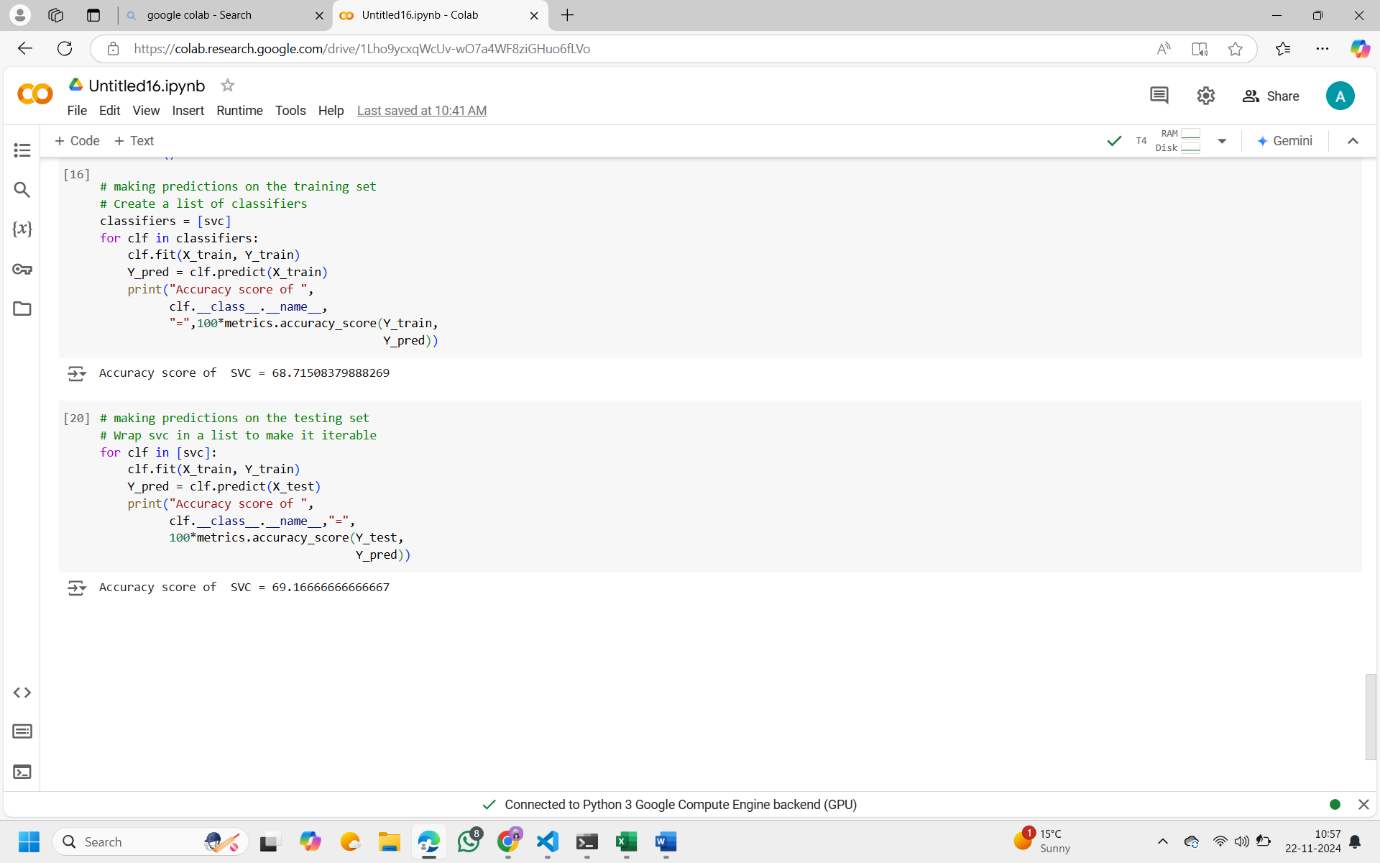 google colab - Search
Untitled16.ipynb - Colab
https://colab.research.google.com/drive/1Lho9ycxqWcUv-wO7a4WF8ziGHuo6fLVo
Untitled16.ipynb
File Edit View Insert Runtime Tools Help Last saved at 10:41 AM
Share
A
+ Code + Text
T4
RAM
Disk
Gemini
[16]
# making predictions on the training set
# Create a list of classifiers
classifiers = [svc]
for clf in classifiers:
    clf.fit(X_train, Y_train)
    Y_pred = clf.predict(X_train)
    print("Accuracy score of ",
          clf.__class__.__name__,
          "=",100*metrics.accuracy_score(Y_train,
                                         Y_pred))
Accuracy score of  SVC = 68.71508379888269
[20] # making predictions on the testing set
# Wrap svc in a list to make it iterable
for clf in [svc]:
    clf.fit(X_train, Y_train)
    Y_pred = clf.predict(X_test)
    print("Accuracy score of ",
          clf.__class__.__name__,"=",
          100*metrics.accuracy_score(Y_test,
                                     Y_pred))
Accuracy score of  SVC = 69.16666666666667
Connected to Python 3 Google Compute Engine backend (GPU)
Search
8
1
15°C
Sunny
10:57
22-11-2024